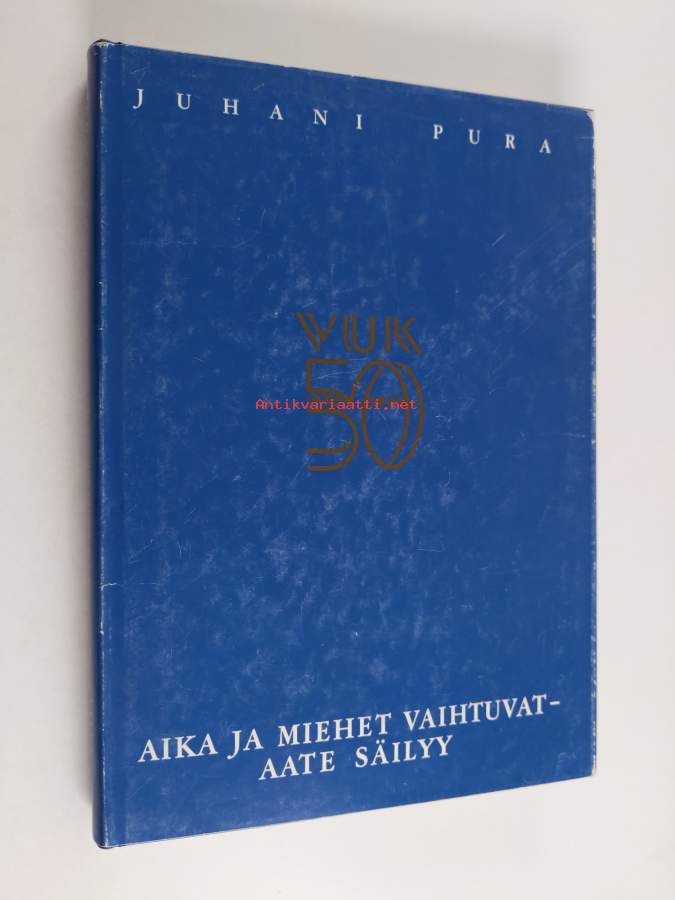 JUHANI PURA
VUK
50
Antikvariaatti.net
AIKA JA MIEHET VAIHTUVAT–
AATE SÄILYY